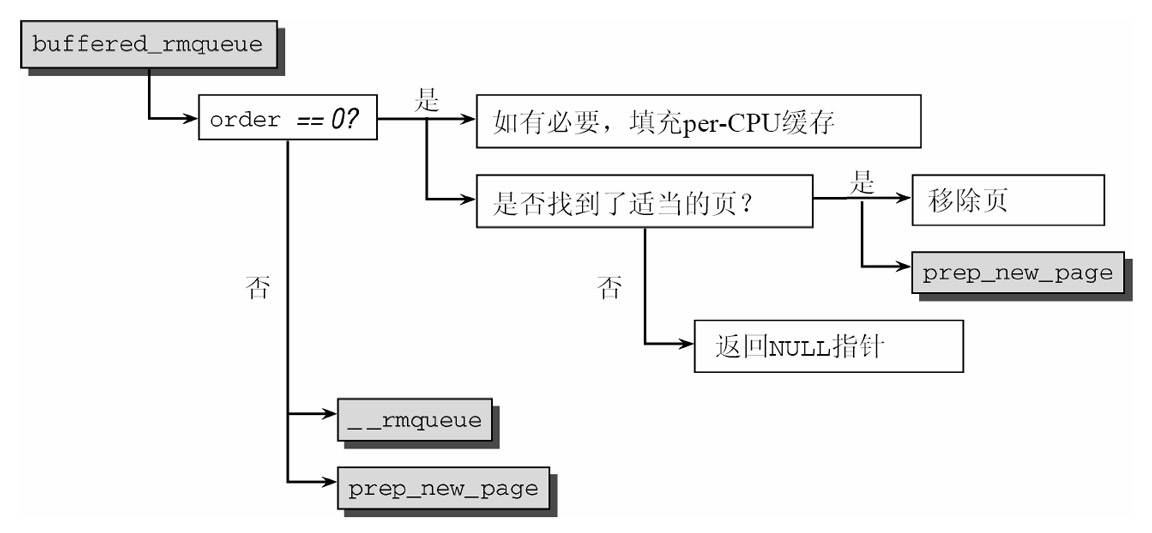 buffered_rmqueue
order == 0?
是
如有必要，填充per-CPU缓存
是否找到了适当的页？
是
移除页
prep_new_page
否
否
返回NULL指针
__rmqueue
prep_new_page